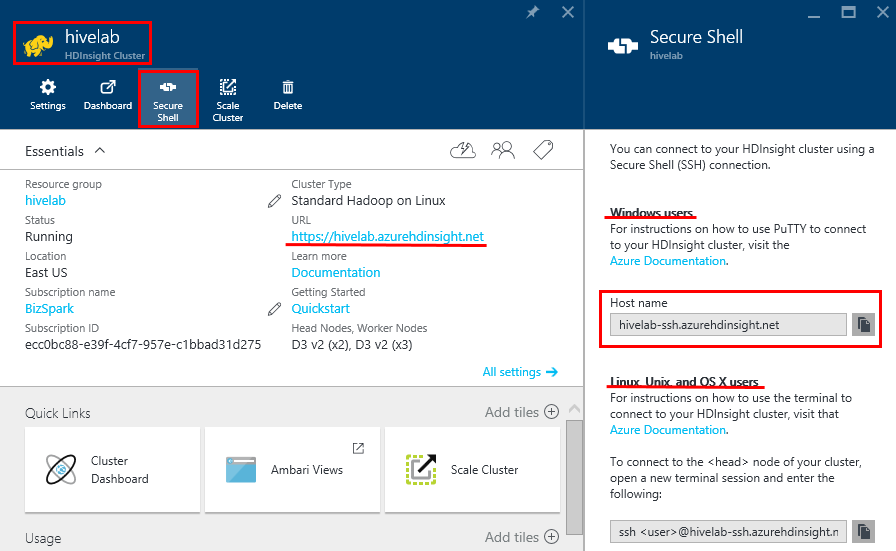 hivelab
HDInsight Cluster
Settings
Dashboard
Secure
Shell
Scale
Cluster
Delete
Essentials
Resource group
hivelab
Status
Running
Location
East US
Subscription name
BizSpark
Subscription ID
ecc0bc88-e39f-4cf7-957e-c1bbad31d275
Cluster Type
Standard Hadoop on Linux
URL
https://hivelab.azurehdinsight.net
Learn more
Documentation
Getting Started
Quickstart
Head Nodes, Worker Nodes
D3 v2 (x2), D3 v2 (x3)
All settings
Quick Links
Add tiles
Cluster
Dashboard
Ambari Views
Scale Cluster
Usage
Add tiles
Secure Shell
hivelab
You can connect to your HDInsight cluster using a
Secure Shell (SSH) connection.
Windows users
For instructions on how to use PuTTY to connect
to your HDInsight cluster, visit the
Azure Documentation.
Host name
hivelab-ssh.azurehdinsight.net
Linux, Unix, and OS X users
For instructions on how to use the terminal to
connect to your HDInsight cluster, visit that
Azure Documentation.
To connect to the <head> node of your cluster,
open a new terminal session and enter the
following:
ssh <user>@hivelab-ssh.azurehdinsight.n